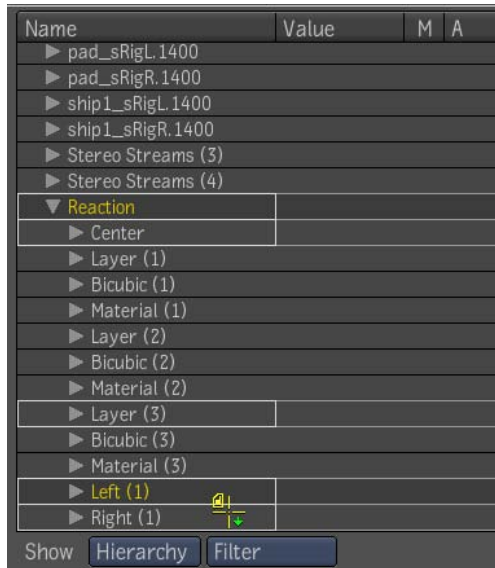 Name Value M A
pad_sRigL.1400
pad_sRigR.1400
ship1_sRigL.1400
ship1_sRigR.1400
Stereo Streams (3)
Stereo Streams (4)
Reaction
Center
Layer (1)
Bicubic (1)
Material (1)
Layer (2)
Bicubic (2)
Material (2)
Layer (3)
Bicubic (3)
Material (3)
Left (1)
Right (1)
Show Hierarchy Filter